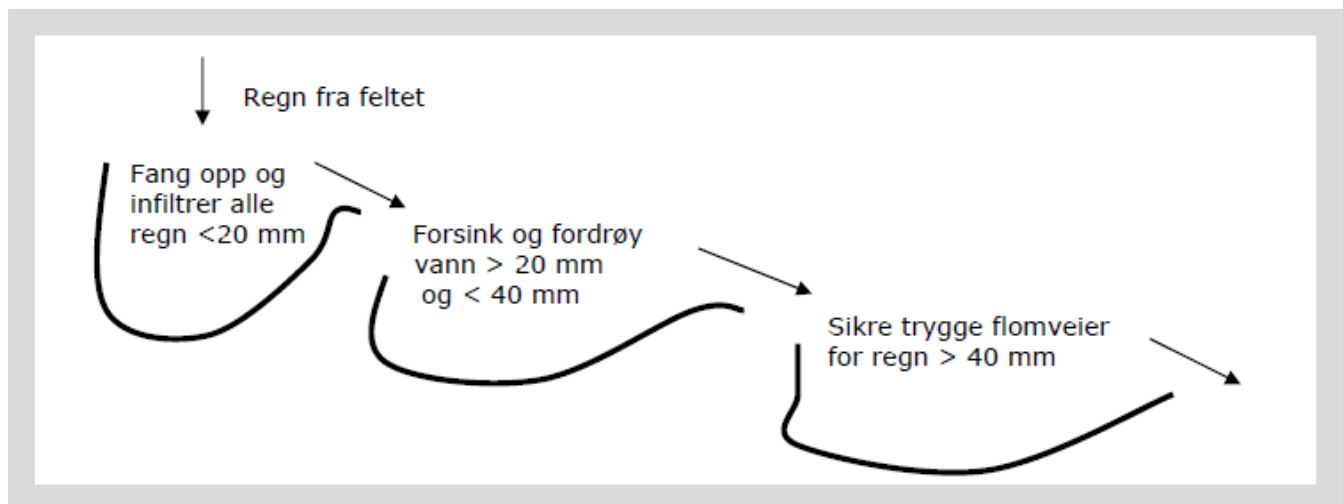 Regn fra feltet
Fang opp og
infiltrer alle
regn <20 mm
Forsink og fordrøy
vann > 20 mm
og < 40 mm
Sikre trygge flomveier
for regn > 40 mm